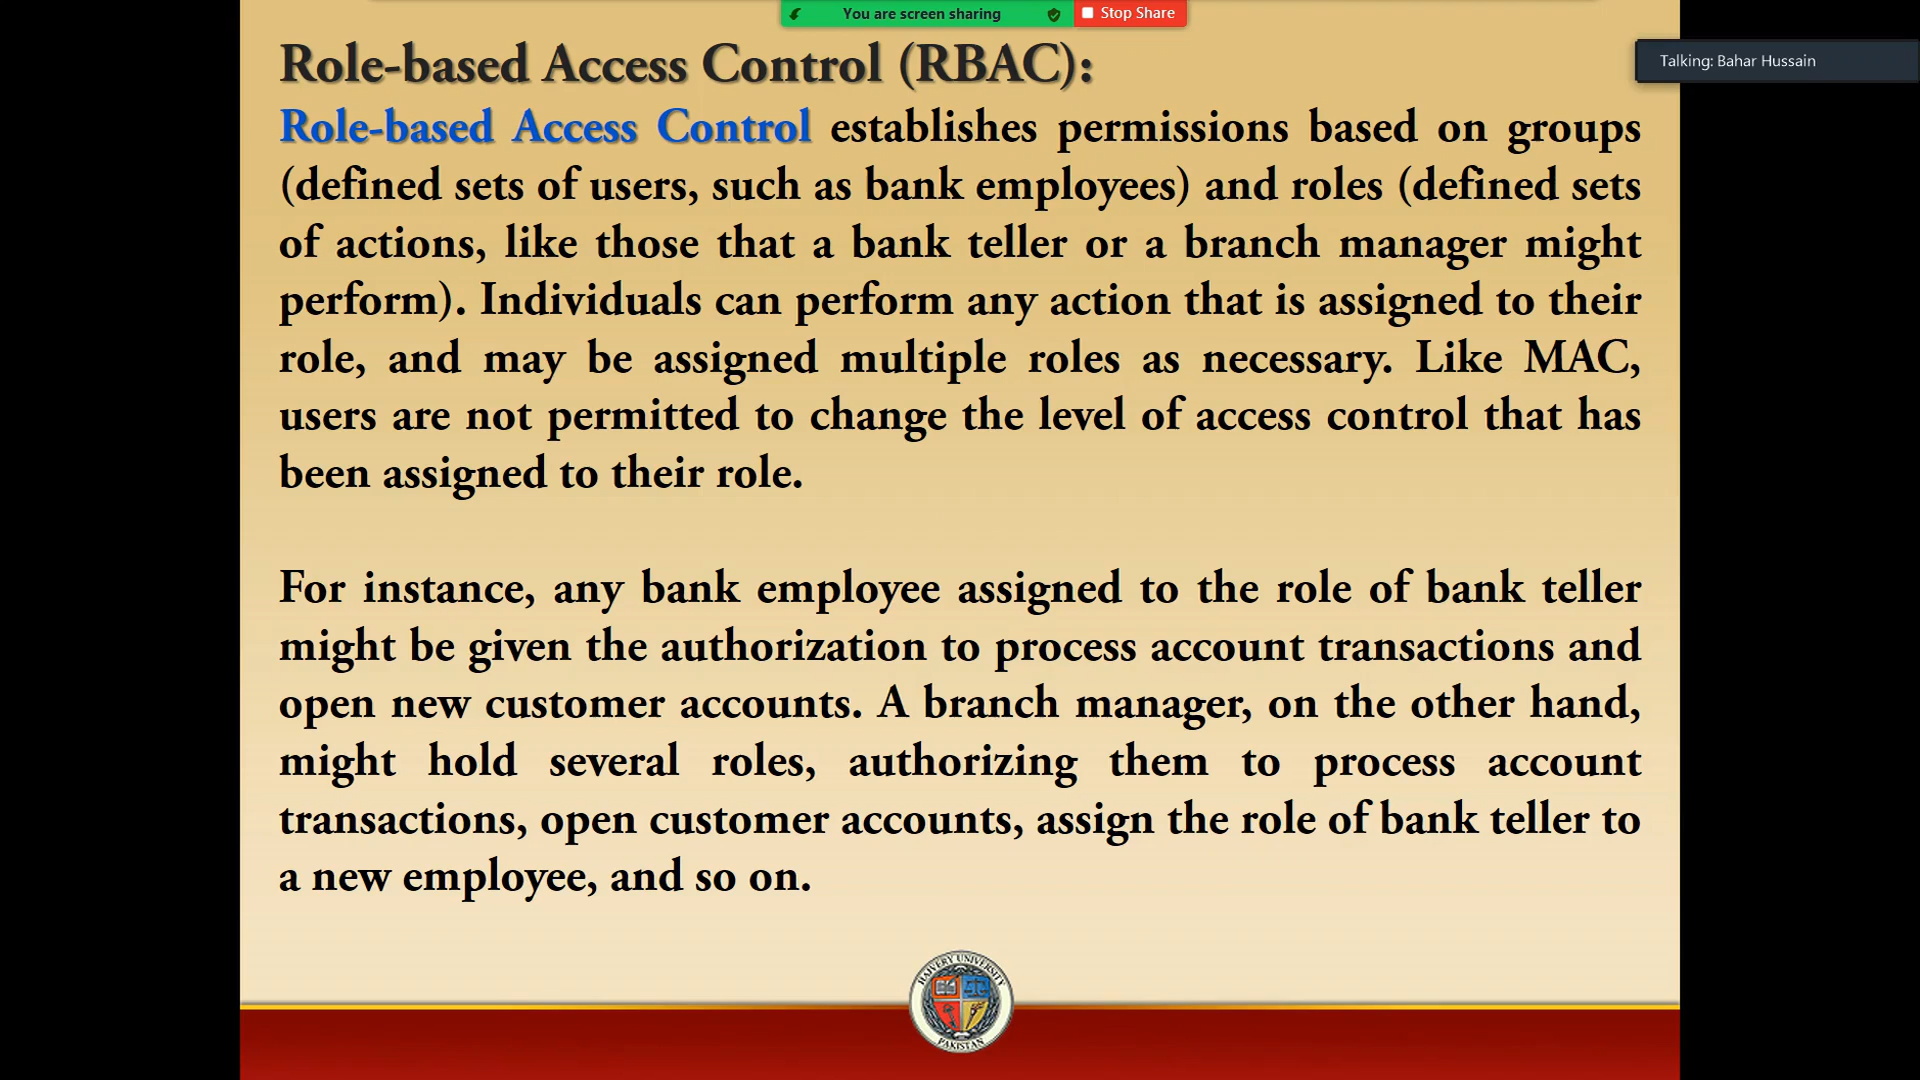 You are screen sharing
Stop Share
Talking: Bahar Hussain
Role-based Access Control (RBAC):
Role-based Access Control establishes permissions based on groups
(defined sets of users, such as bank employees) and roles (defined sets
of actions, like those that a bank teller or a branch manager might
perform). Individuals can perform any action that is assigned to their
role, and may be assigned multiple roles as necessary. Like MAC,
users are not permitted to change the level of access control that has
been assigned to their role.
For instance, any bank employee assigned to the role of bank teller
might be given the authorization to process account transactions and
open new customer accounts. A branch manager, on the other hand,
might hold several roles, authorizing them to process account
transactions, open customer accounts, assign the role of bank teller to
a new employee, and so on.
HAIVERY UNIVERSITY
PAKISTAN